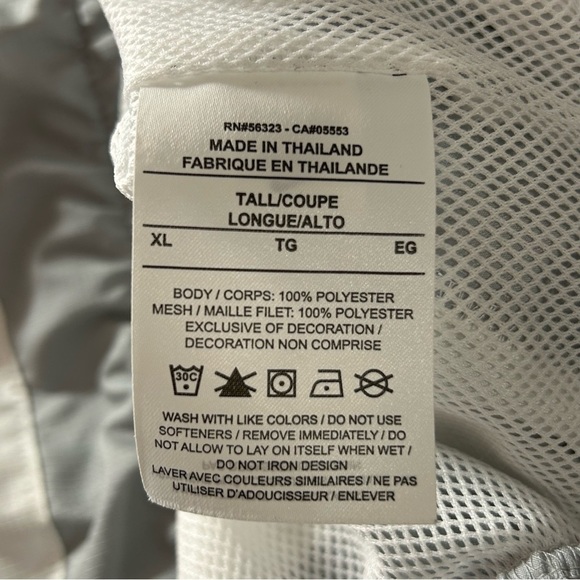 RN#56323 - CA#05553
MADE IN THAILAND
FABRIQUE EN THAILANDE
TALL/COUPE
LONGUE/ALTO
XL TG EG
BODY / CORPS: 100% POLYESTER
MESH / MAILLE FILET: 100% POLYESTER
EXCLUSIVE OF DECORATION /
DECORATION NON COMPRISE
30C
WASH WITH LIKE COLORS / DO NOT USE
SOFTENERS / REMOVE IMMEDIATELY / DO
NOT ALLOW TO LAY ON ITSELF WHEN WET /
DO NOT IRON DESIGN
LAVER AVEC COULEURS SIMILAIRES / NE PAS
UTILISER D'ADOUCISSEUR / ENLEVER